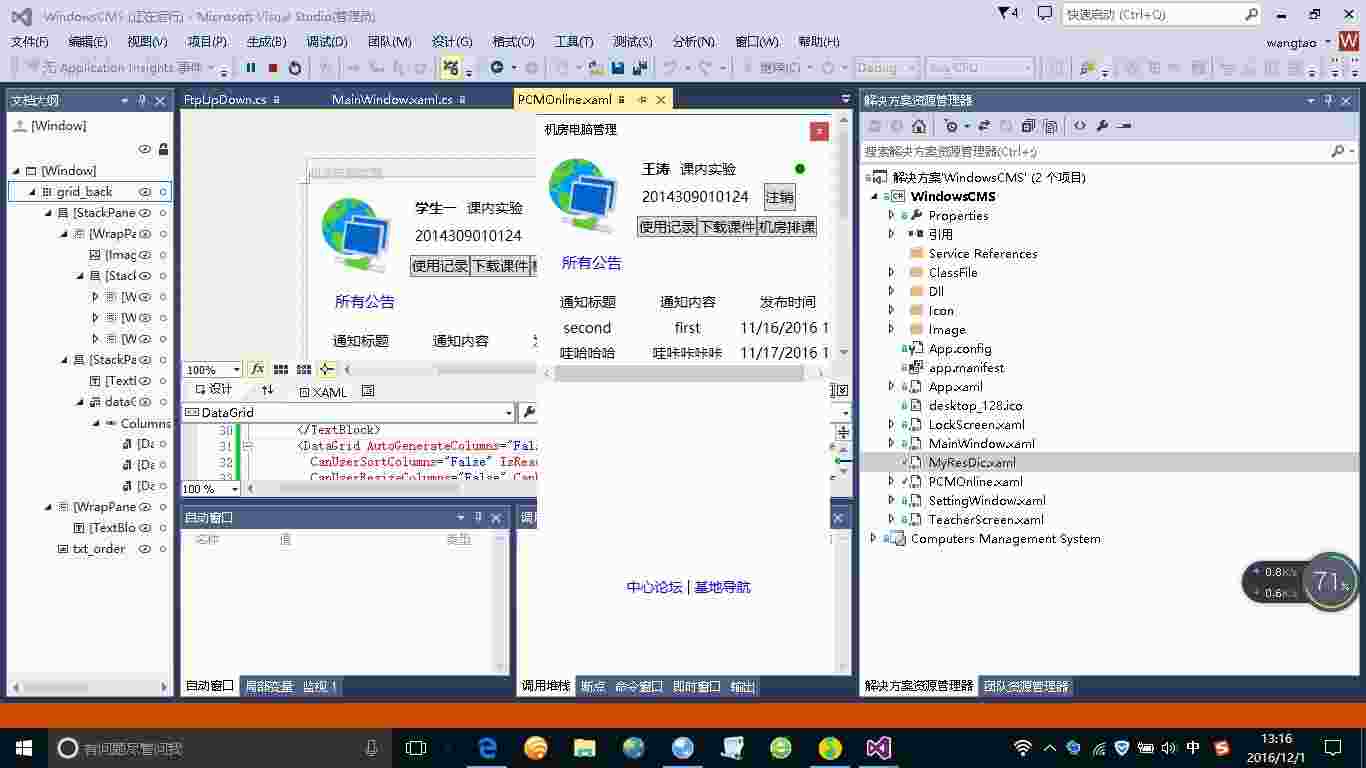 WindowsCMS (正在运行) - Microsoft Visual Studio(管理员)
4
快速启动 (Ctrl+Q)
文件(F) 编辑(E) 视图(V) 项目(P) 生成(B) 调试(D) 团队(M) 设计(G) 格式(O) 工具(T) 测试(S) 分析(N) 窗口(W) 帮助(H)
wangtao W
无 Application Insights 事件
继续(C) Debug Any CPU
文档大纲
[Window]
[Window]
grid_back
[StackPane
[WrapPa
[Imag
[Stack
[W
[W
[W
[StackPa
[TextI
dataG
Columns
[Da
[Da
[Da
[WrapPane
[TextBlo
txt_order
FtpUpDown.cs MainWindow.xaml.cs PCMOnline.xaml
学生一 课内实验
2014309010124
使用记录 下载课件
所有公告
通知标题 通知内容
100%
设计 XAML
DataGrid
30 </TextBlock>
31 <DataGrid AutoGenerateColumns="Fal
32 CanUserSortColumns="False" IsRea
33 CanUserResizeColumns="False" Can
100 %
机房电脑管理 x
王涛 课内实验
2014309010124 注销
使用记录 下载课件 机房排课
所有公告
通知标题 通知内容 发布时间
second first 11/16/2016 1
哇哈哈哈 哇咔咔咔咔 11/17/2016 1
中心论坛 | 基地导航
自动窗口
名称 值 类型
自动窗口 局部变量 监视 1
调用堆栈 断点 命令窗口 即时窗口 输出
解决方案资源管理器
搜索解决方案资源管理器(Ctrl+;)
解决方案'WindowsCMS' (2 个项目)
WindowsCMS
Properties
引用
Service References
ClassFile
Dll
Icon
Image
App.config
app.manifest
App.xaml
desktop_128.ico
LockScreen.xaml
MainWindow.xaml
MyResDic.xaml
PCMOnline.xaml
SettingWindow.xaml
TeacherScreen.xaml
Computers Management System
0.8K/s
0.6K/s
71%
解决方案资源管理器 团队资源管理器
有问题尽管问我
中
13:16
2016/12/1